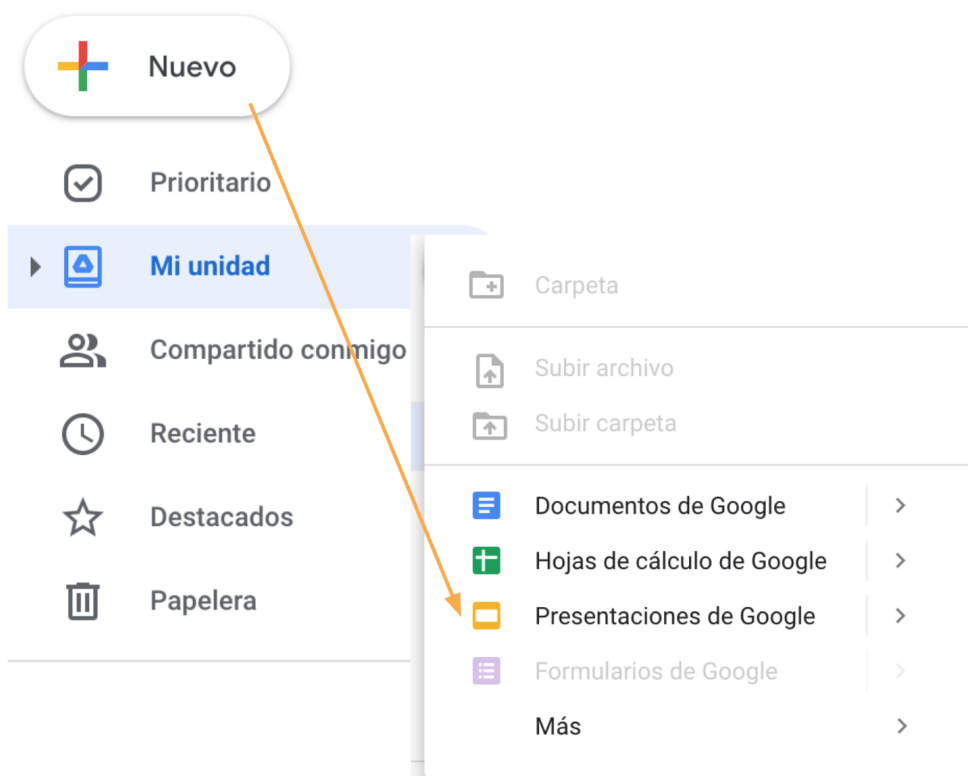 Nuevo
Prioritario
Mi unidad
Compartido conmigo
Reciente
Destacados
Papelera
Carpeta
Subir archivo
Subir carpeta
Documentos de Google
Hojas de cálculo de Google
Presentaciones de Google
Formularios de Google
Más